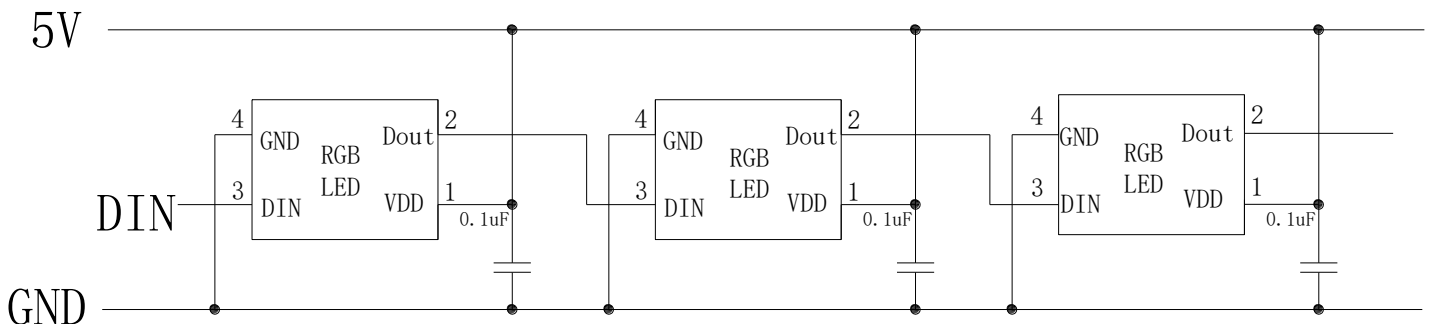 5V
4
GND
RGB
LED
Dout
2
3
DIN
VDD
1
0.1uF
4
GND
RGB
LED
Dout
2
3
DIN
VDD
1
0.1uF
4
GND
RGB
LED
Dout
2
3
DIN
VDD
1
0.1uF
DIN
GND